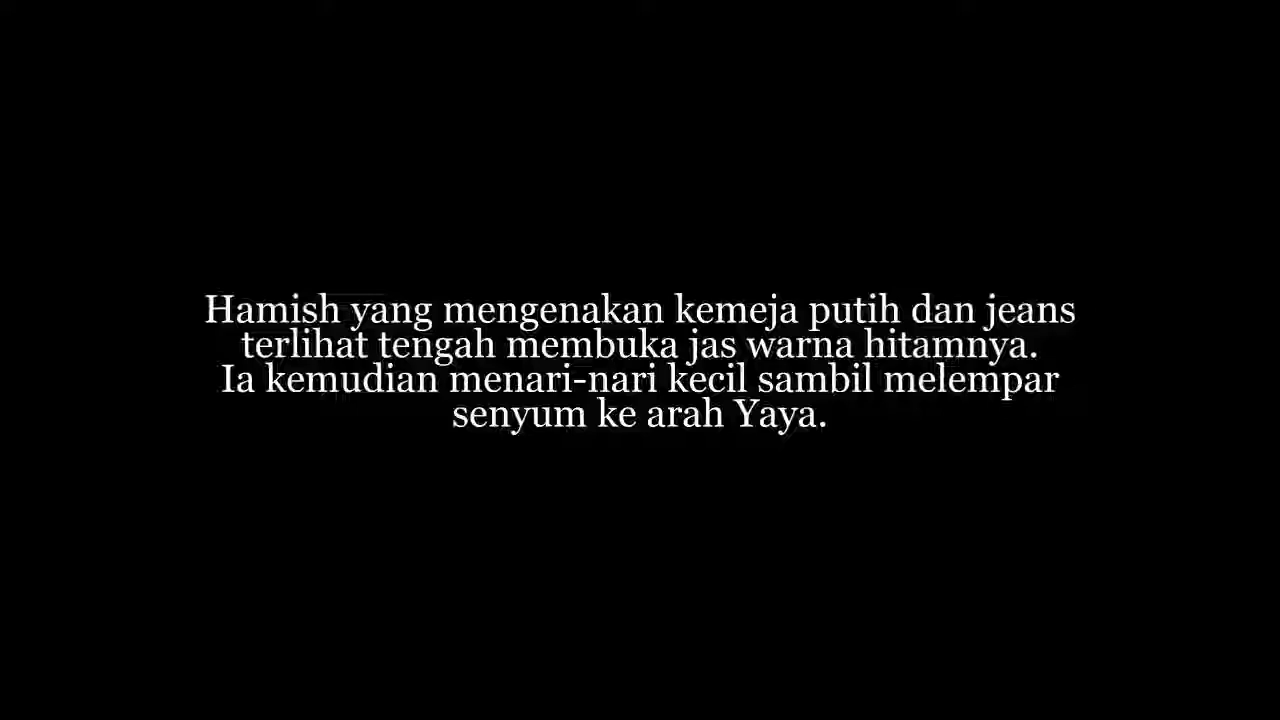 Hamish yang mengenakan kemeja putih dan jeans
terlihat tengah membuka jas warna hitamnya.
Ia kemudian menari-nari kecil sambil melempar
senyum ke arah Yaya.